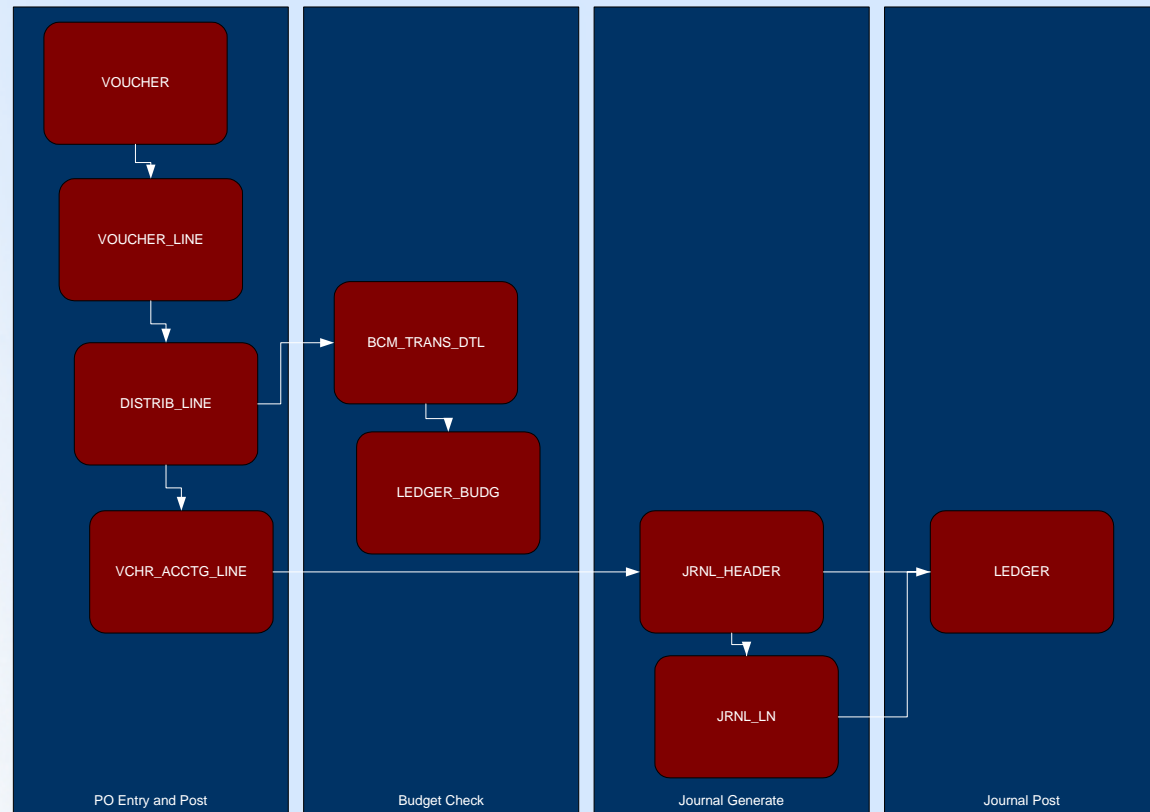 VOUCHER
VOUCHER_LINE
DISTRIB_LINE
VCHR_ACCTG_LINE
PO Entry and Post
BCM_TRANS_DTL
LEDGER_BUDG
Budget Check
JRNL_HEADER
JRNL_LN
Journal Generate
LEDGER
Journal Post